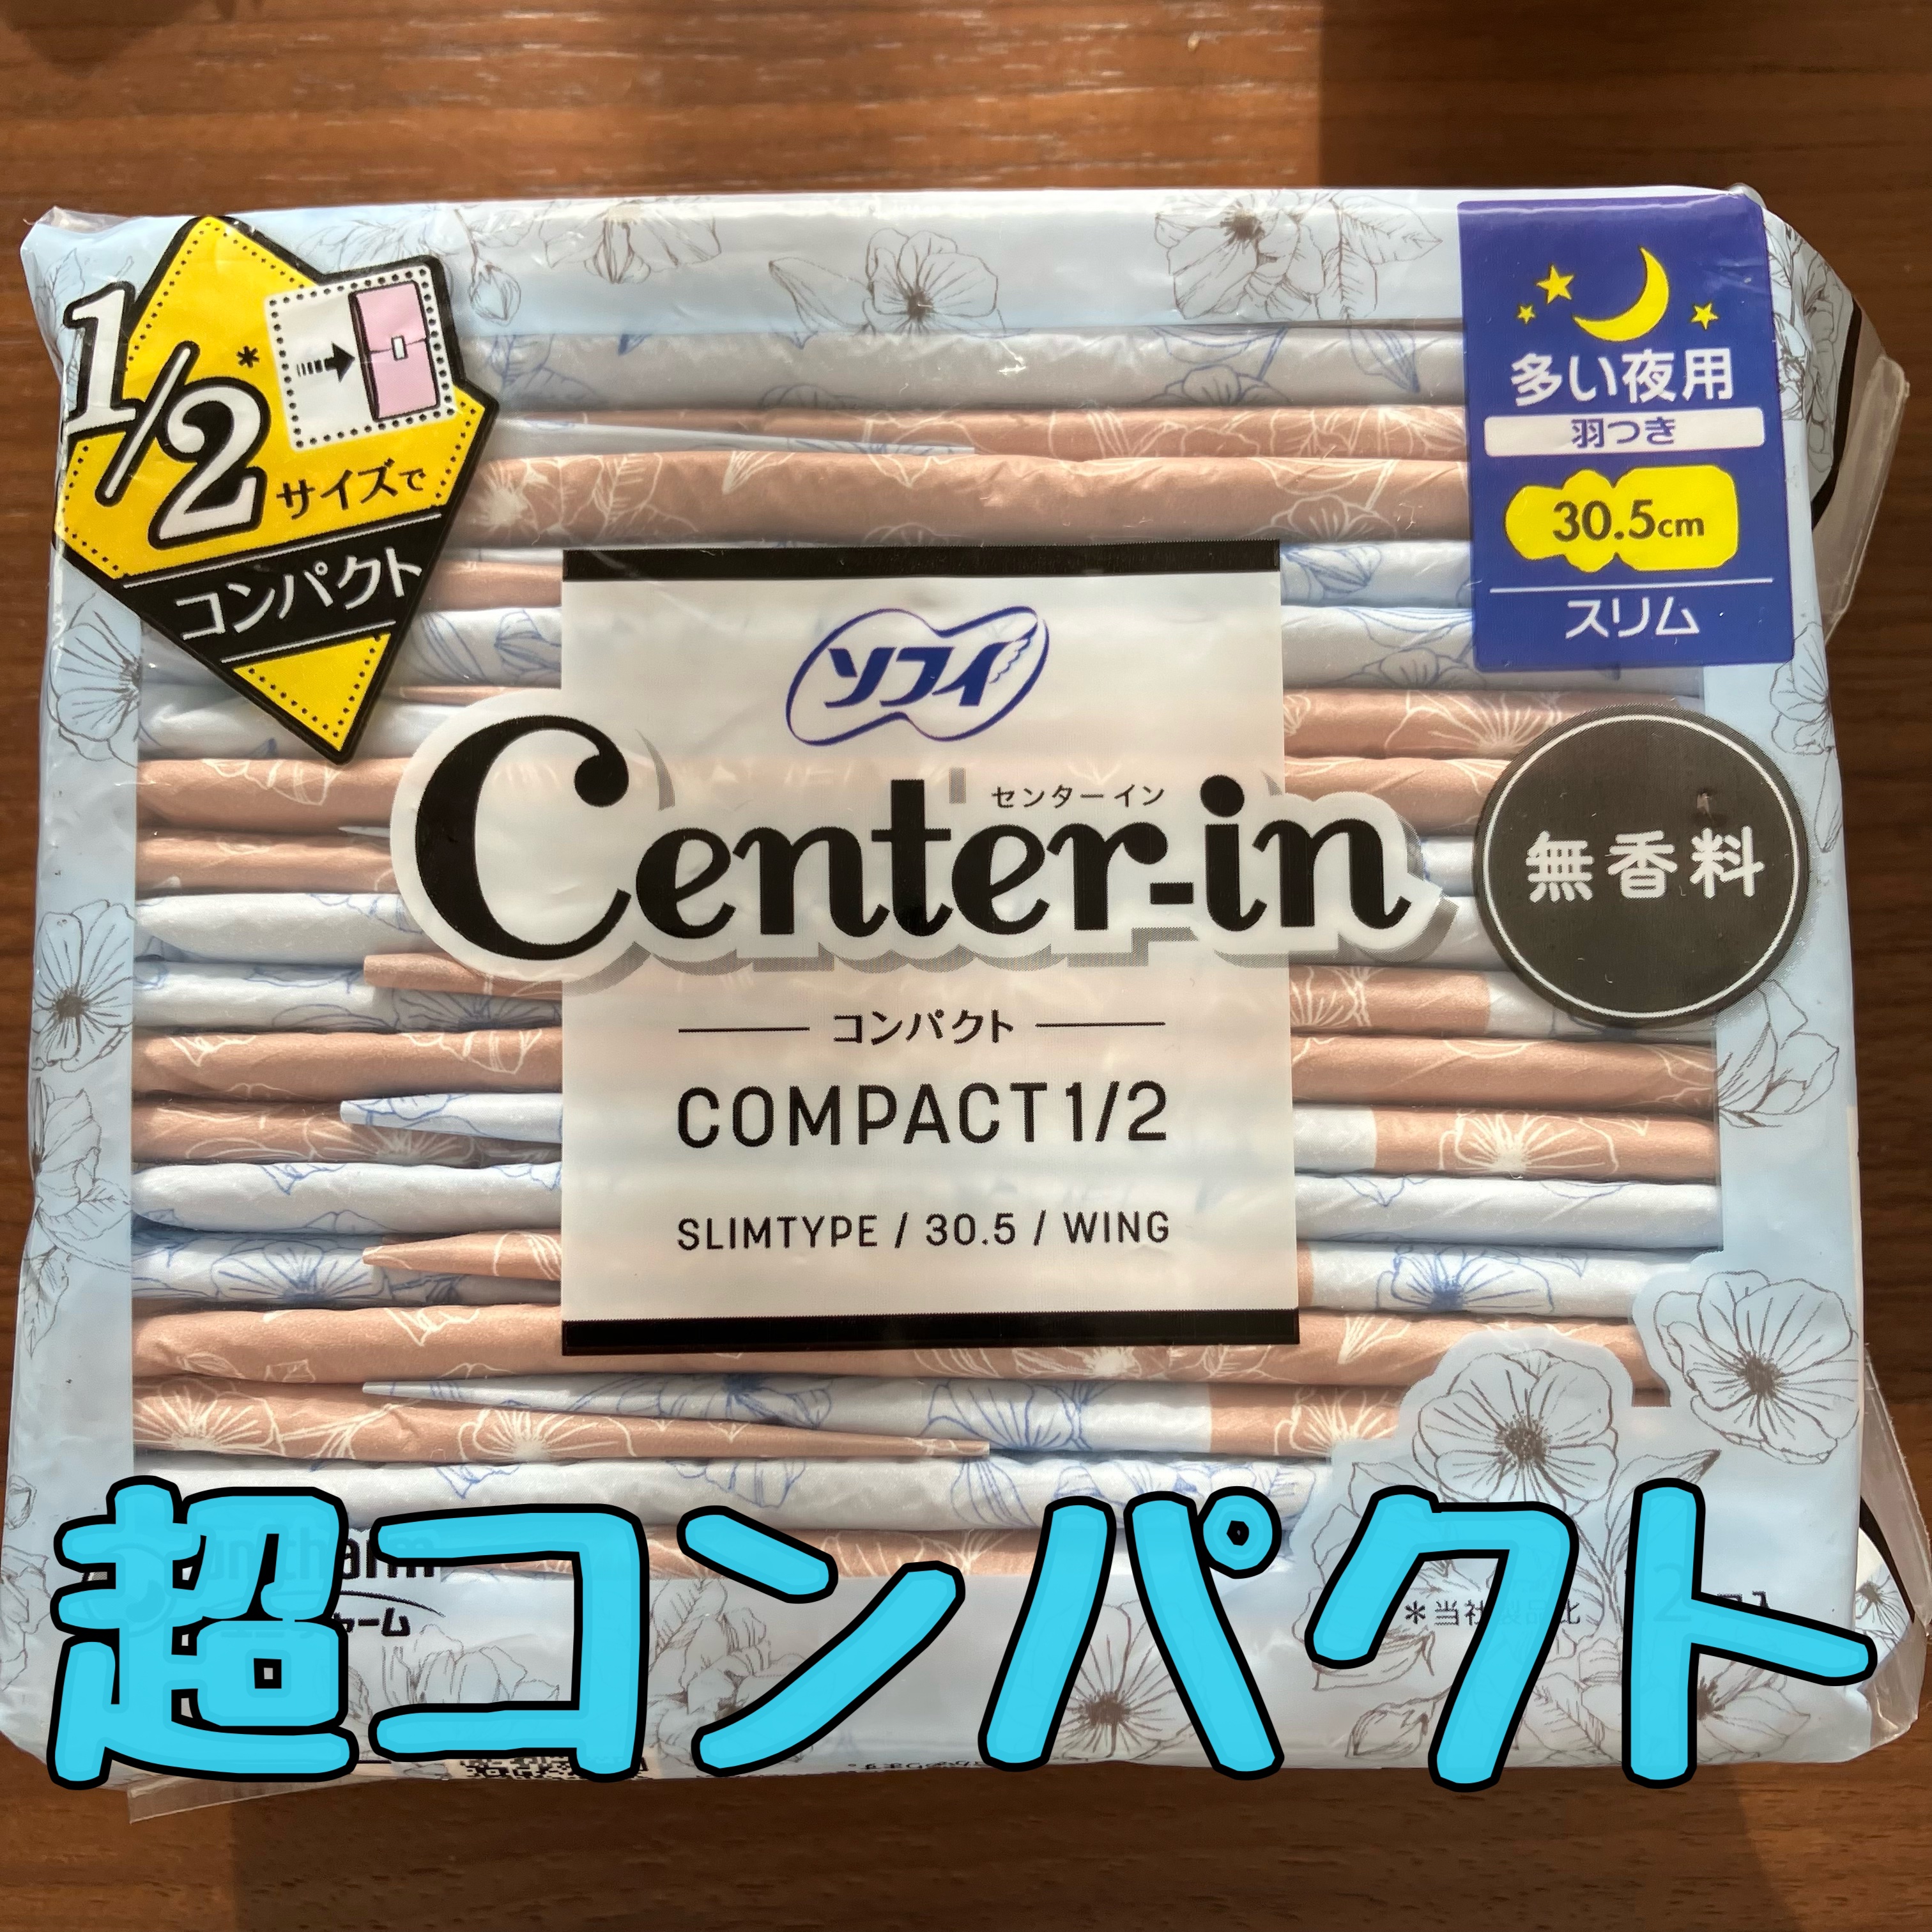 1/2*
サイズで
コンパクト
多い夜用
羽つき
30.5cm
スリム
ソフィ
センターイン
Center-in
無香料
コンパクト
COMPACT 1/2
SLIMTYPE / 30.5 / WING
超コンパクト